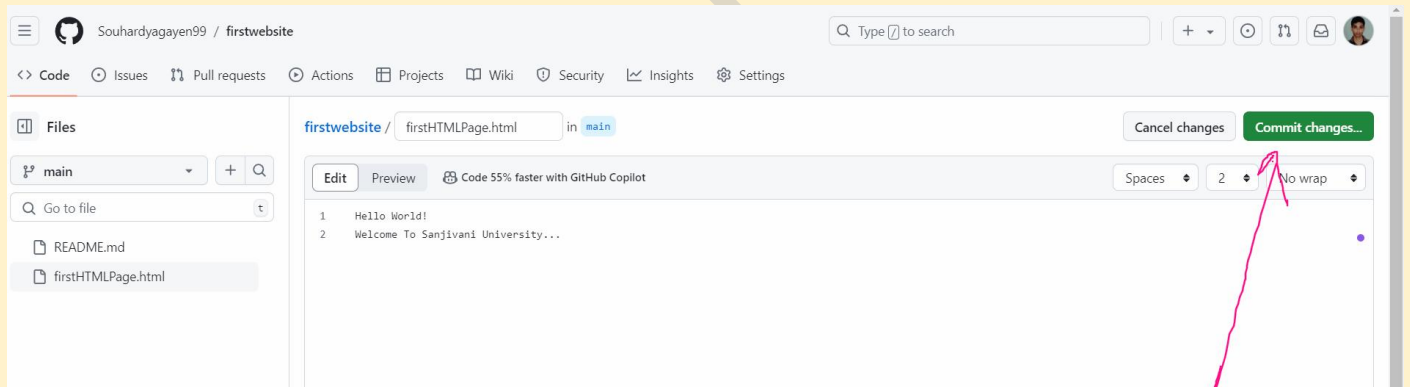 Souhardyagayen99 / firstwebsite
Type / to search
Code Issues Pull requests Actions Projects Wiki Security Insights Settings
Files
firstwebsite / firstHTMLPage.html in main
Cancel changes Commit changes...
main
Edit Preview Code 55% faster with GitHub Copilot
Spaces 2 No wrap
Go to file t
1 Hello World!
2 Welcome To Sanjivani University...
README.md
firstHTMLPage.html